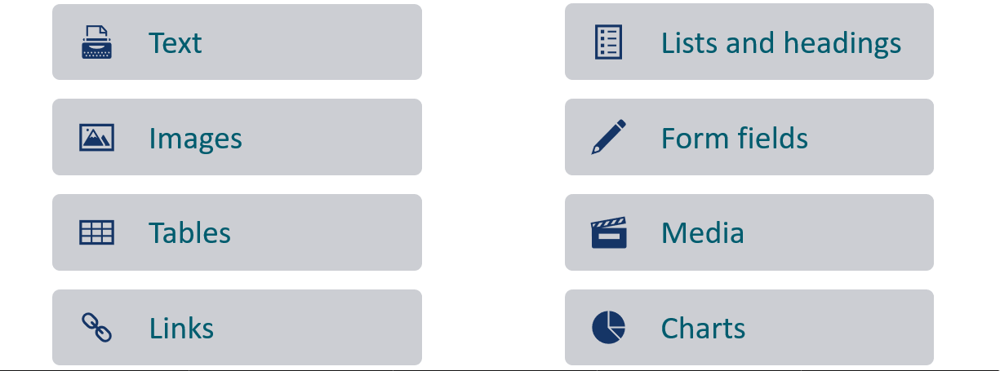 Text
Images
Tables
Links
Lists and headings
Form fields
Media
Charts